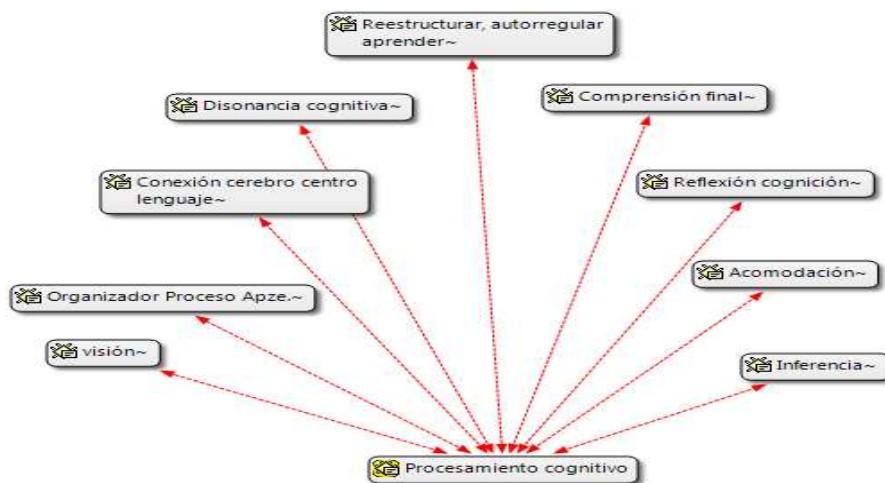 Reestructurar, autorregular
aprender~
Disonancia cognitiva~
Comprensión final~
Conexión cerebro centro
lenguaje~
Reflexión cognición~
Acomodación~
Organizador Proceso Apze.~
visión~
Inferencia~
Procesamiento cognitivo